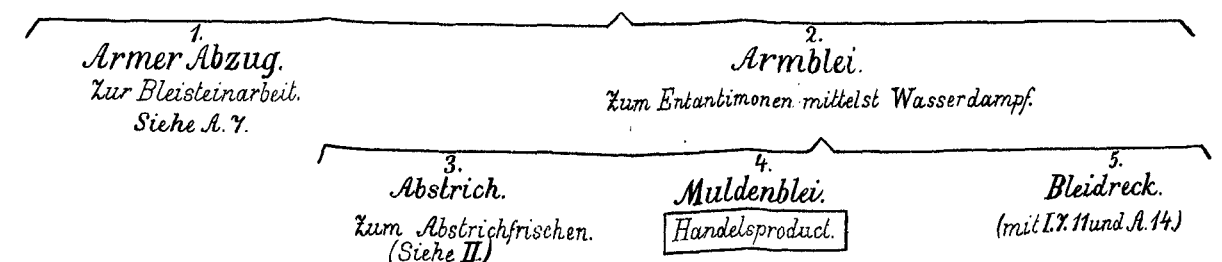 1.
Armer Abzug.
Zur Bleisteinarbeit.
Siehe A. 7.
2.
Armblei.
Zum Entantimonen mittelst Wasserdampf.
3.
Abstrich.
Zum Abstrichfrischen.
(Siehe II.)
4.
Muldenblei.
Handelsproduct.
5.
Bleidreck.
(mit I. 7. 11 und A. 14.)